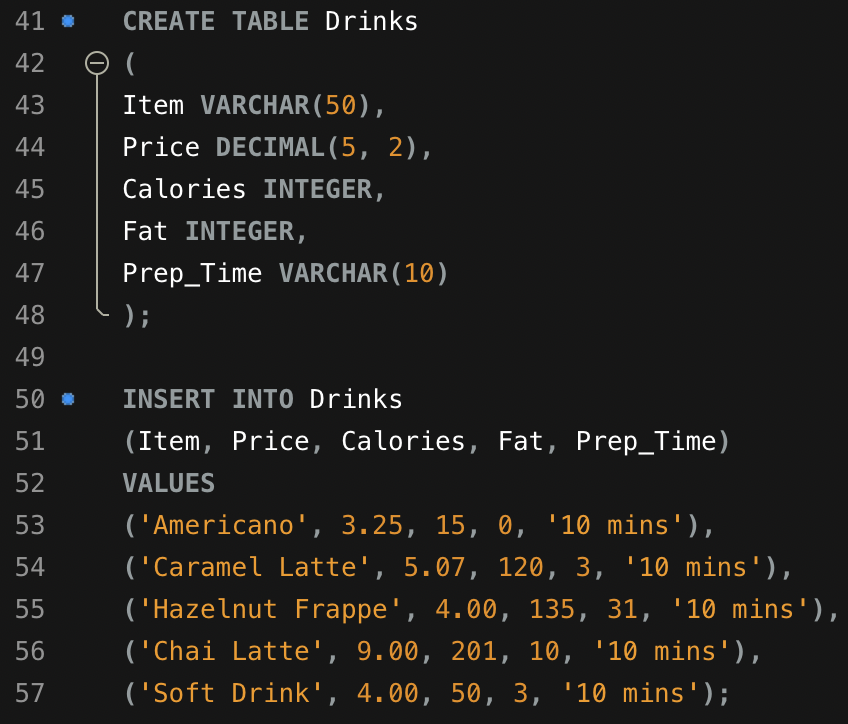 41 CREATE TABLE Drinks
42 (
43 Item VARCHAR(50),
44 Price DECIMAL(5, 2),
45 Calories INTEGER,
46 Fat INTEGER,
47 Prep_Time VARCHAR(10)
48 );
49
50 INSERT INTO Drinks
51 (Item, Price, Calories, Fat, Prep_Time)
52 VALUES
53 ('Americano', 3.25, 15, 0, '10 mins'),
54 ('Caramel Latte', 5.07, 120, 3, '10 mins'),
55 ('Hazelnut Frappe', 4.00, 135, 31, '10 mins'),
56 ('Chai Latte', 9.00, 201, 10, '10 mins'),
57 ('Soft Drink', 4.00, 50, 3, '10 mins');